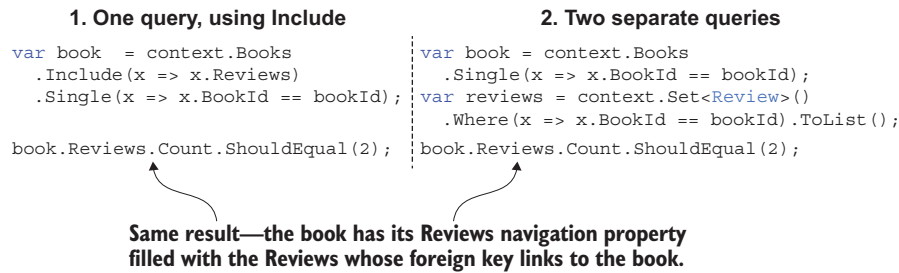 1. One query, using Include
var book  = context.Books
  .Include(x => x.Reviews)
  .Single(x => x.BookId == bookId);
book.Reviews.Count.ShouldEqual(2);
2. Two separate queries
var book = context.Books
  .Single(x => x.BookId == bookId);
var reviews = context.Set<Review>()
  .Where(x => x.BookId == bookId).ToList();
book.Reviews.Count.ShouldEqual(2);
Same result—the book has its Reviews navigation property
filled with the Reviews whose foreign key links to the book.